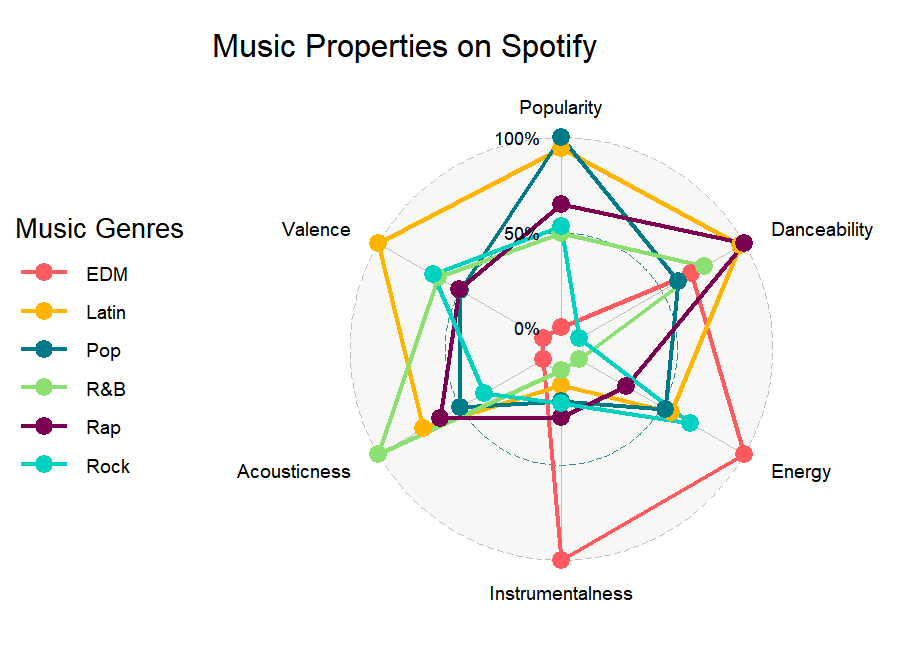 Music Properties on Spotify
Popularity
100%
Valence
Danceability
50%
0%
Acousticness
Energy
Instrumentalness
Music Genres
EDM
Latin
Pop
R&B
Rap
Rock